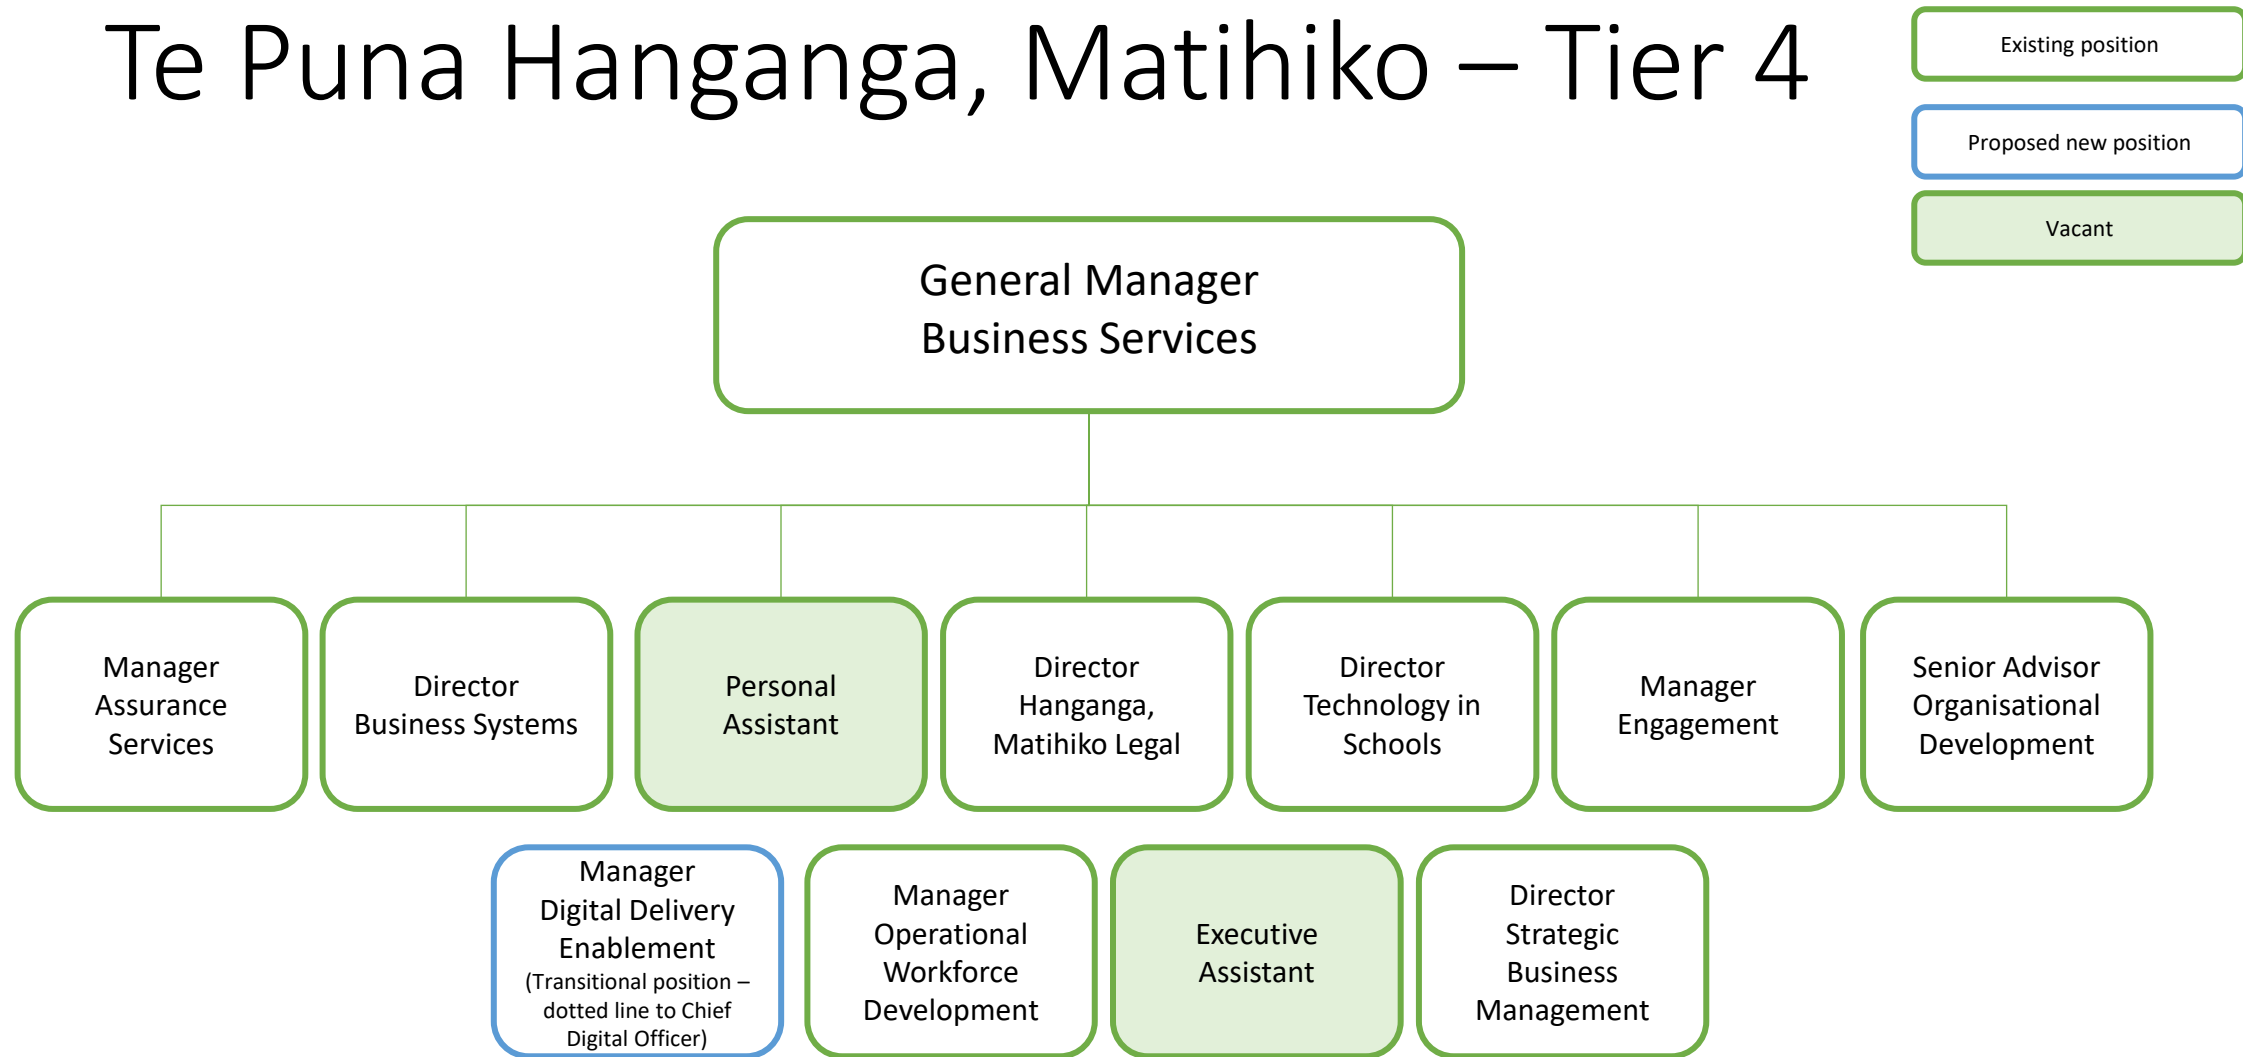 Te Puna Hanganga, Matihiko – Tier 4
Existing position
Proposed new position
Vacant
General Manager
Business Services
Manager
Assurance
Services
Director
Business Systems
Personal
Assistant
Director
Hanganga,
Matihiko Legal
Director
Technology in
Schools
Manager
Engagement
Senior Advisor
Organisational
Development
Manager
Digital Delivery
Enablement
(Transitional position –
dotted line to Chief
Digital Officer)
Manager
Operational
Workforce
Development
Executive
Assistant
Director
Strategic
Business
Management